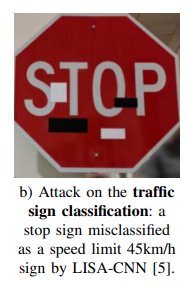 STOP
b) Attack on the traffic
sign classification: a
stop sign misclassified
as a speed limit 45km/h
sign by LISA-CNN [5].